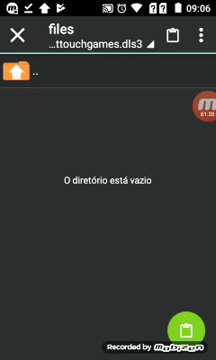 09:06
files
...ttouchgames.dls3
..
01:20
O diretório está vazio
Recorded by
mobizen